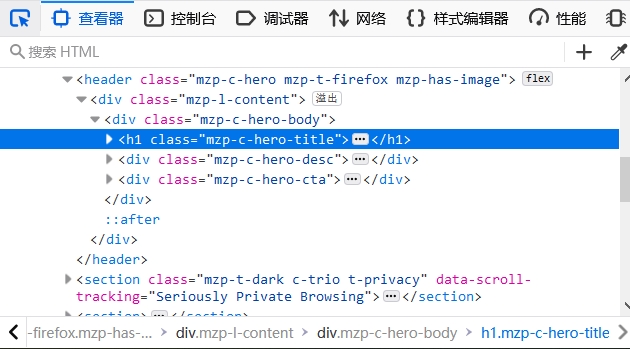 查看器 控制台 调试器 网络 {} 样式编辑器 性能
搜索 HTML
<header class="mzp-c-hero mzp-t-firefox mzp-has-image"> flex
<div class="mzp-l-content"> 溢出
<div class="mzp-c-hero-body">
<h1 class="mzp-c-hero-title">…</h1>
<div class="mzp-c-hero-desc">…</div>
<div class="mzp-c-hero-cta">…</div>
</div>
::after
</div>
</header>
<section class="mzp-t-dark c-trio t-privacy" data-scroll-
tracking="Seriously Private Browsing">…</section>
<section>…</section>
-firefox.mzp-has-... div.mzp-l-content div.mzp-c-hero-body h1.mzp-c-hero-title